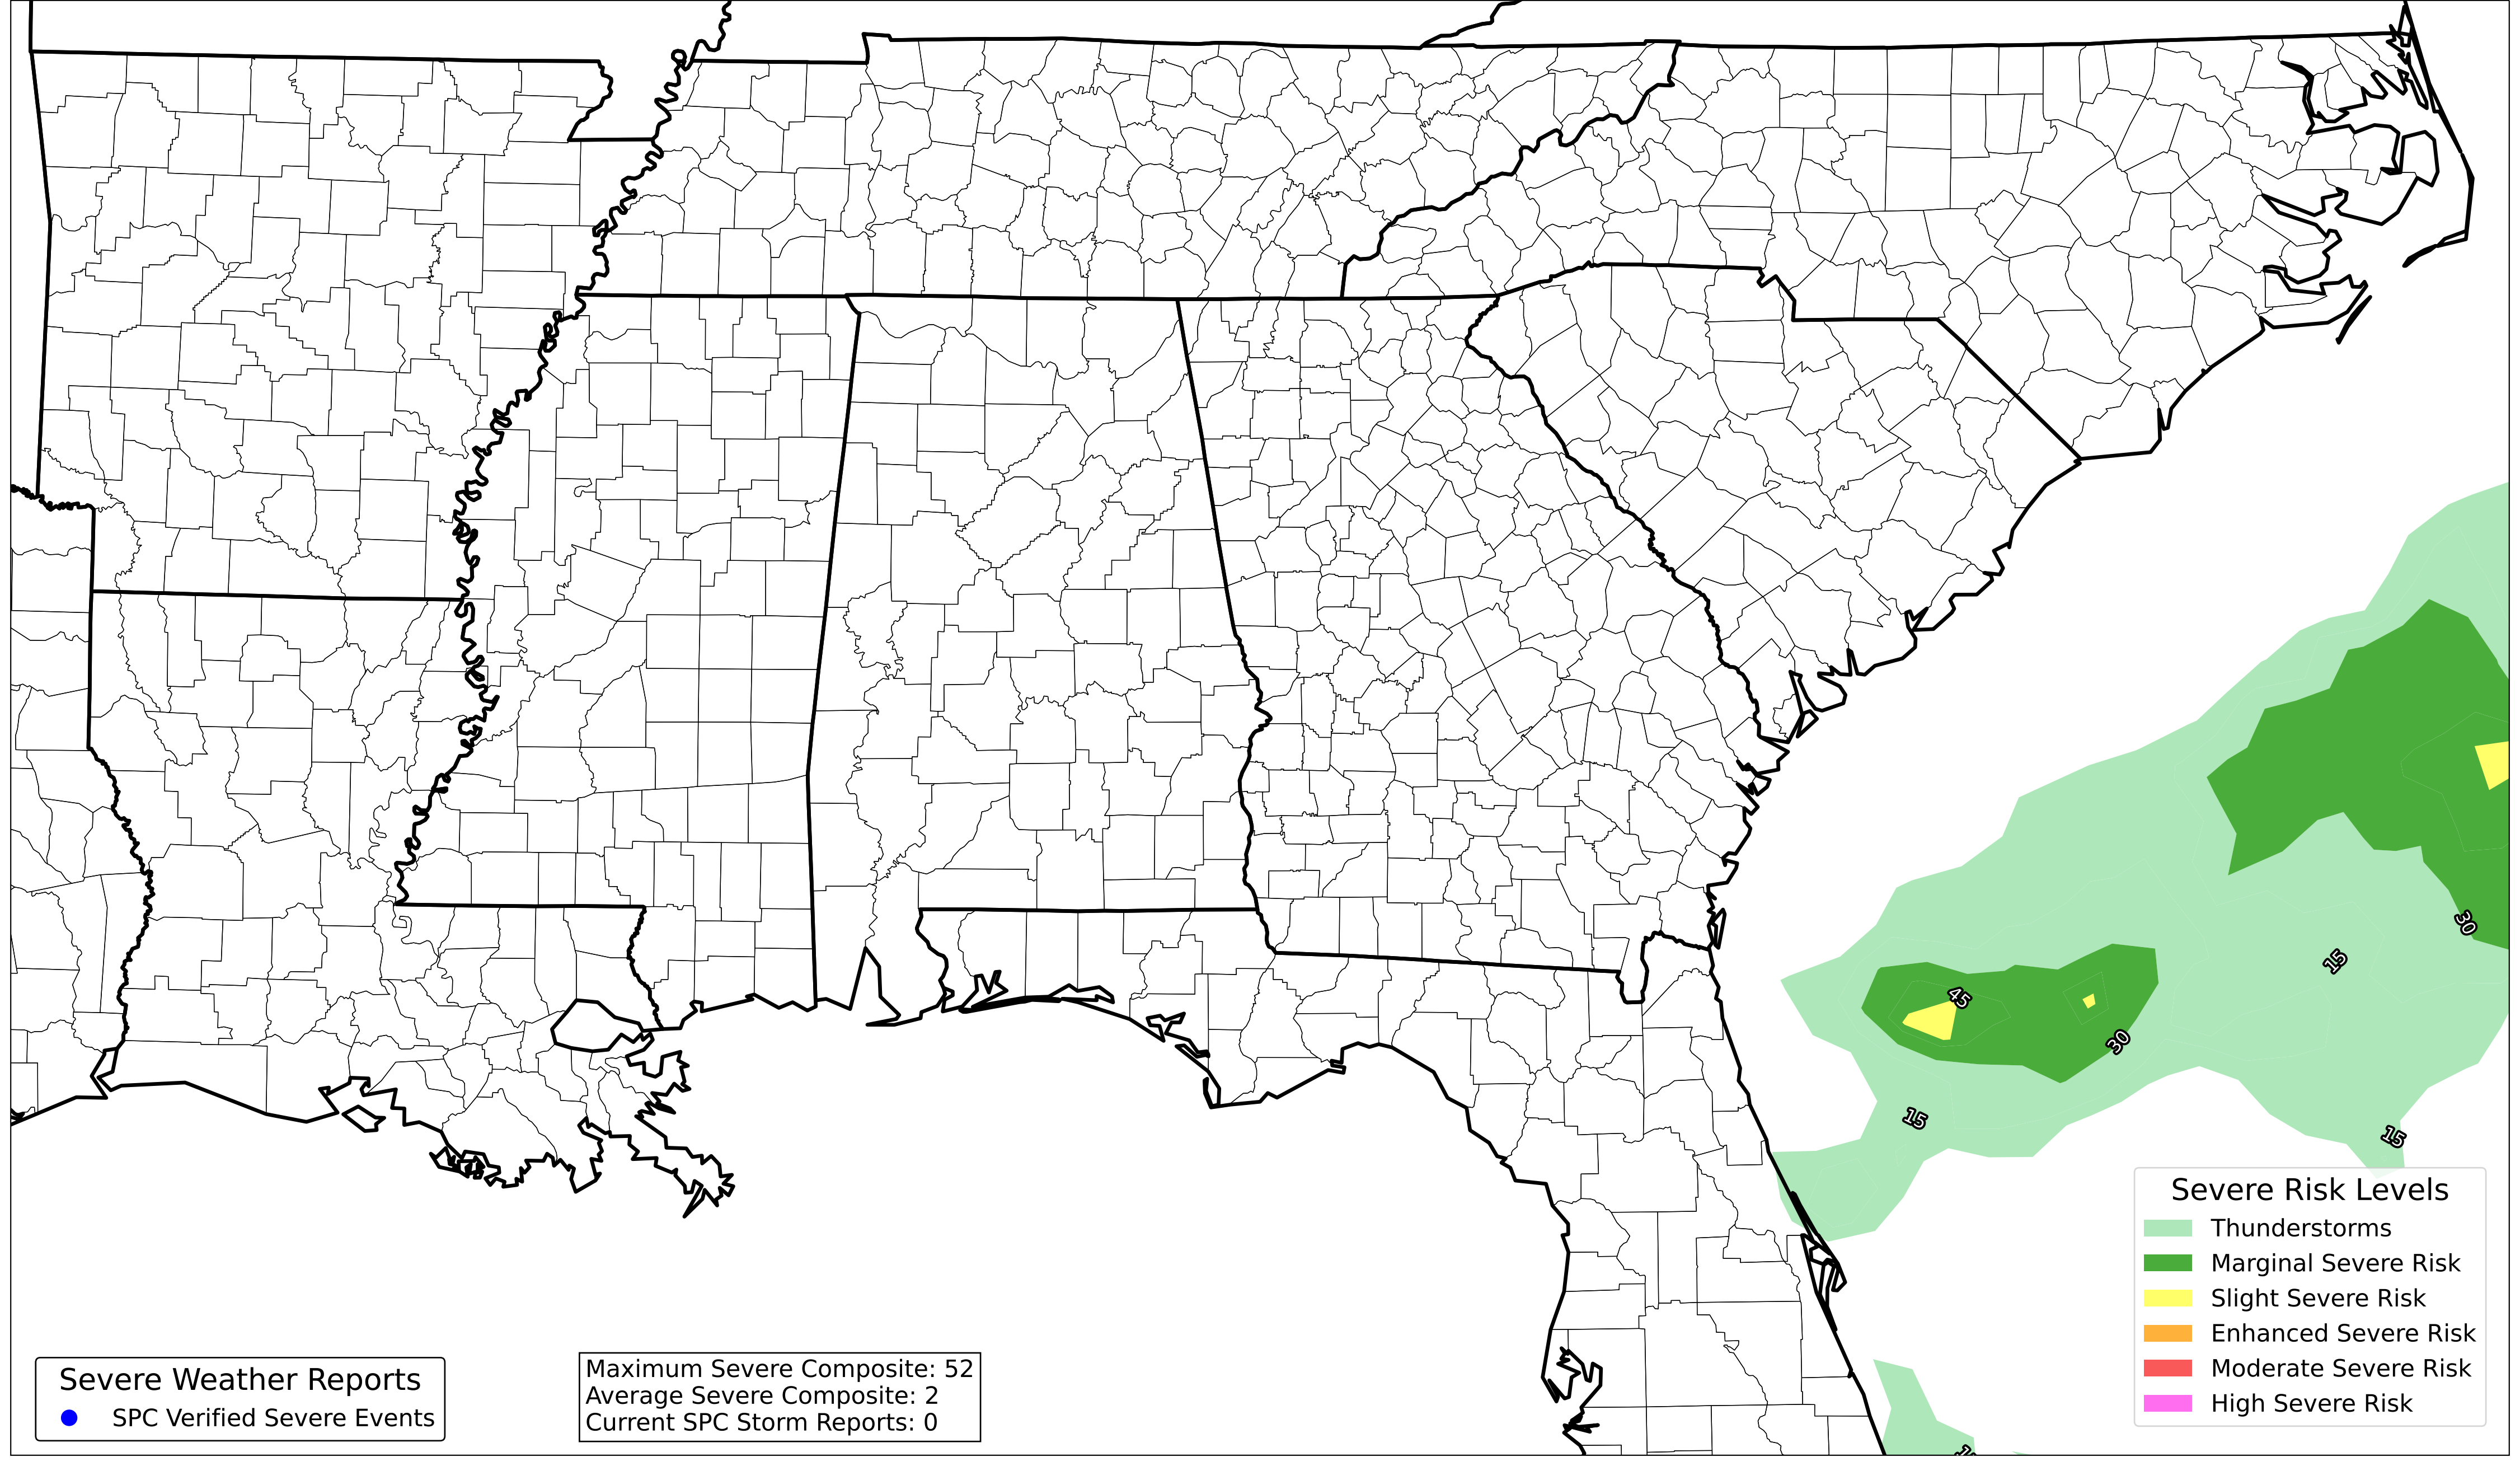 30
15
45
30
15
15
Severe Risk Levels
Thunderstorms
Marginal Severe Risk
Slight Severe Risk
Enhanced Severe Risk
Moderate Severe Risk
High Severe Risk
Severe Weather Reports
SPC Verified Severe Events
Maximum Severe Composite: 52
Average Severe Composite: 2
Current SPC Storm Reports: 0